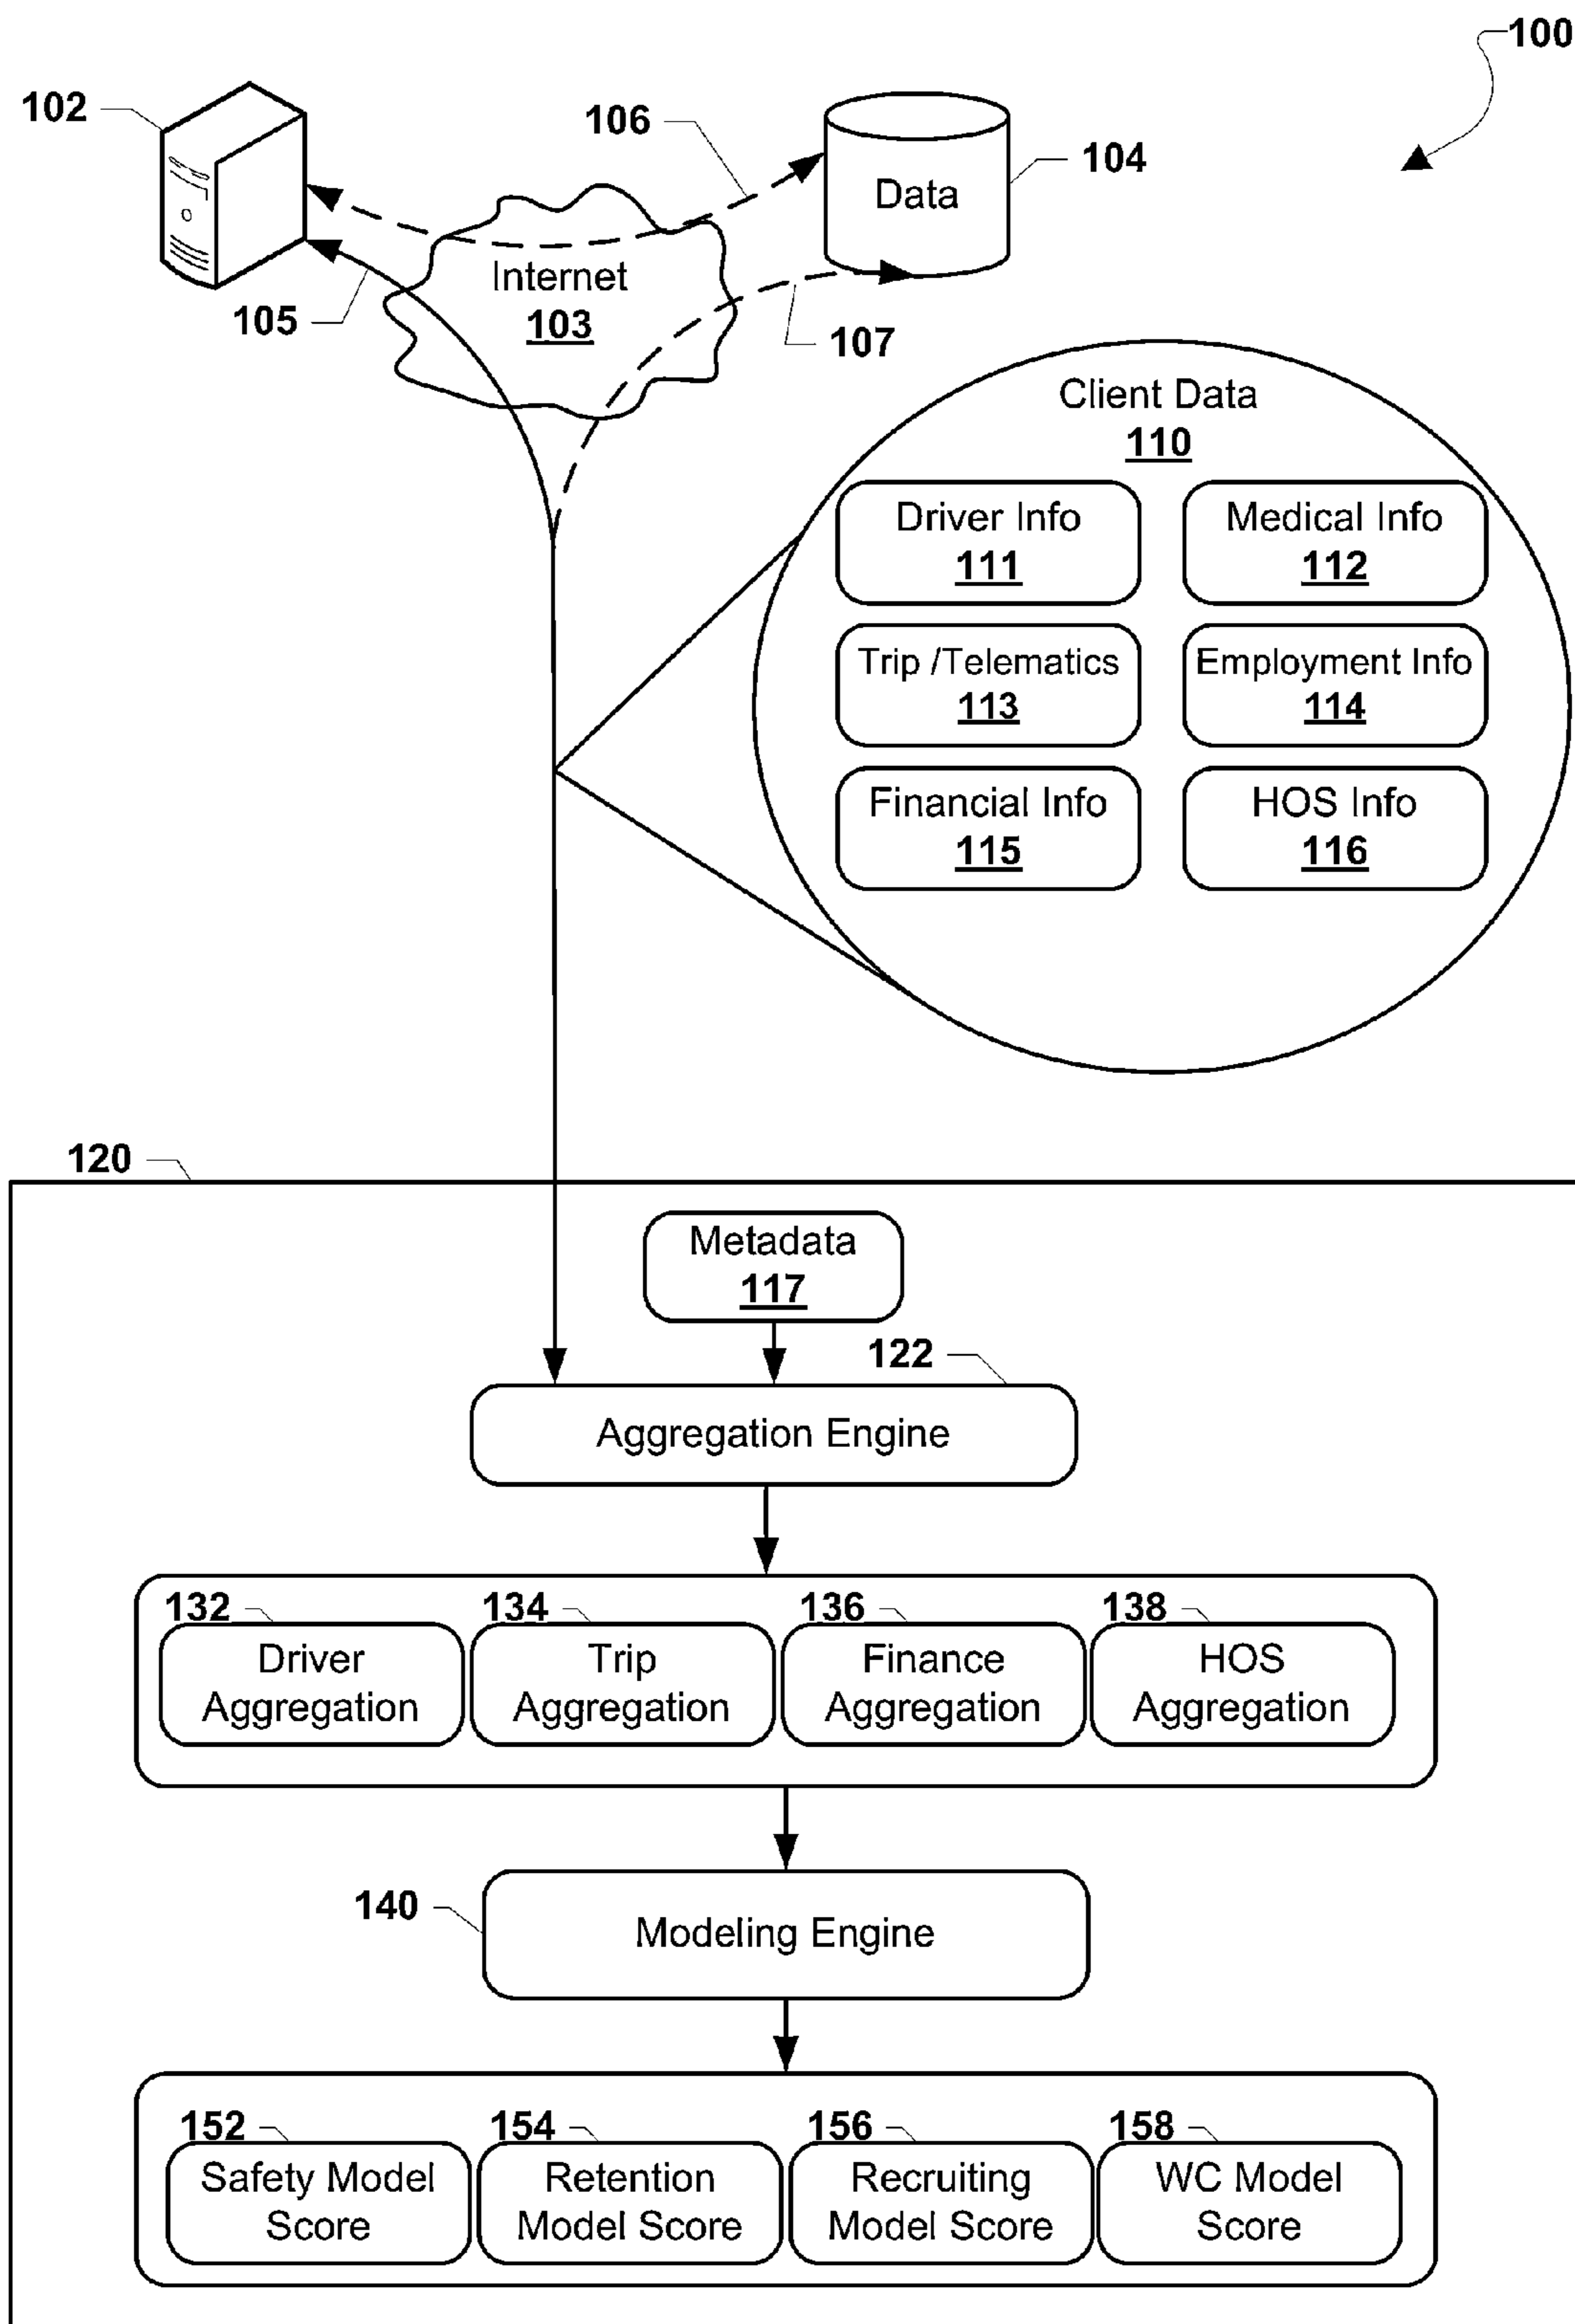 100
102
106
104
Data
Internet
103
105
107
Client Data
110
Driver Info
111
Medical Info
112
Trip /Telematics
113
Employment Info
114
Financial Info
115
HOS Info
116
120
Metadata
117
122
Aggregation Engine
132
134
136
138
Driver
Aggregation
Trip
Aggregation
Finance
Aggregation
HOS
Aggregation
140
Modeling Engine
152
154
156
158
Safety Model
Score
Retention
Model Score
Recruiting
Model Score
WC Model
Score